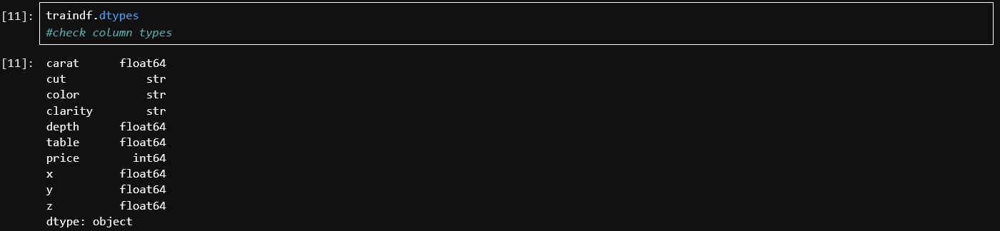 [11]: traindf.dtypes
#check column types
[11]: carat float64
cut str
color str
clarity str
depth float64
table float64
price int64
x float64
y float64
z float64
dtype: object